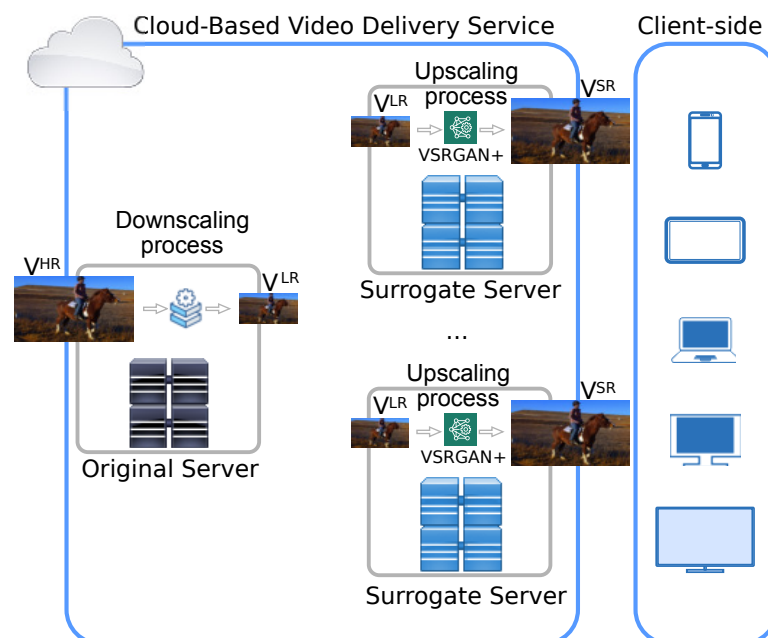 Cloud-Based Video Delivery Service
Client-side
Upscaling
process
V^LR
V^SR
VSRGAN+
Surrogate Server
Downscaling
process
V^HR
V^LR
Original Server
...
Upscaling
process
V^LR
V^SR
VSRGAN+
Surrogate Server